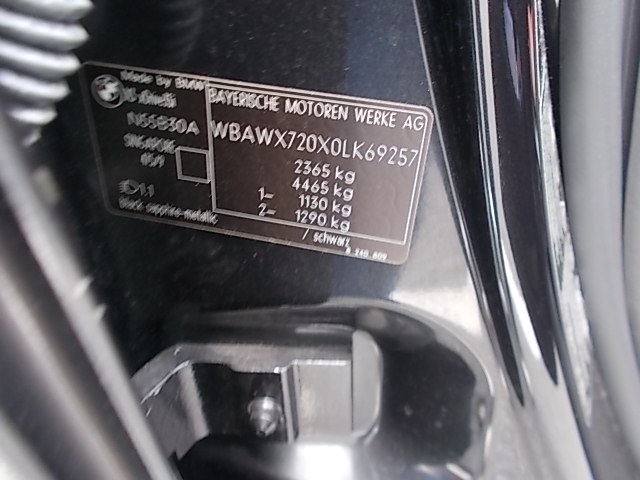 Made By BMW
BAYERISCHE MOTOREN WERKE AG
N55B30A
WBAWX720X0LK69257
2365 kg
4465 kg
1- 1130 kg
2- 1290 kg
Black sapphire-metallic
/ schwarz